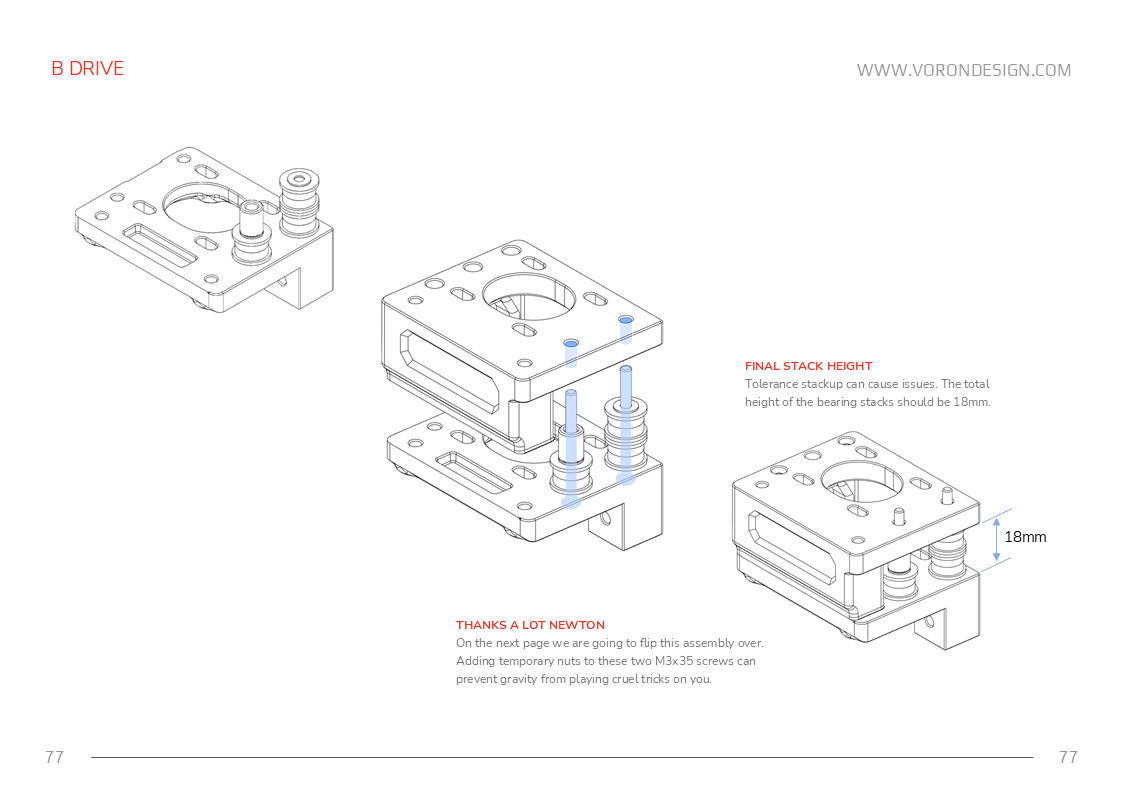 B DRIVE
WWW.VORONDESIGN.COM
FINAL STACK HEIGHT
Tolerance stackup can cause issues. The total
height of the bearing stacks should be 18mm.
18mm
THANKS A LOT NEWTON
On the next page we are going to flip this assembly over.
Adding temporary nuts to these two M3x35 screws can
prevent gravity from playing cruel tricks on you.
77
77